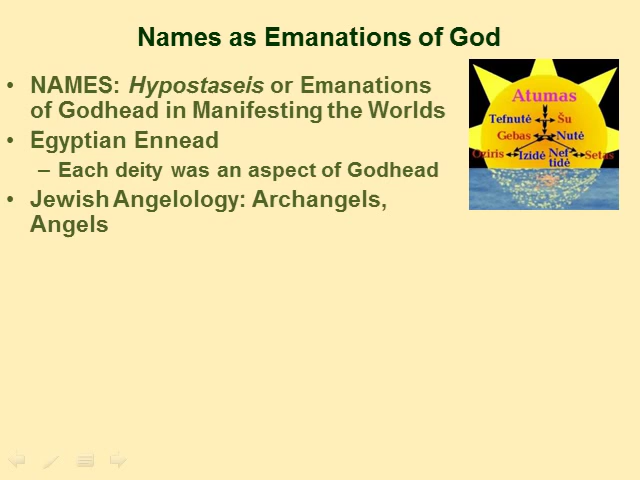 Names as Emanations of God
• NAMES: Hypostaseis or Emanations
of Godhead in Manifesting the Worlds
• Egyptian Ennead
– Each deity was an aspect of Godhead
• Jewish Angelology: Archangels,
Angels
Atumas
Tefnutė Šu
Gebas Nutė
Oziris Izidė Nef Setas
tidė